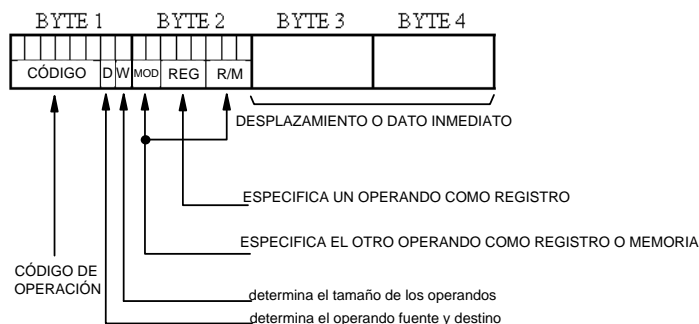 BYTE 1 BYTE 2 BYTE 3 BYTE 4
CÓDIGO D W MOD REG R/M
DESPLAZAMIENTO O DATO INMEDIATO
ESPECIFICA UN OPERANDO COMO REGISTRO
ESPECIFICA EL OTRO OPERANDO COMO REGISTRO O MEMORIA
CÓDIGO DE
OPERACIÓN
determina el tamaño de los operandos
determina el operando fuente y destino